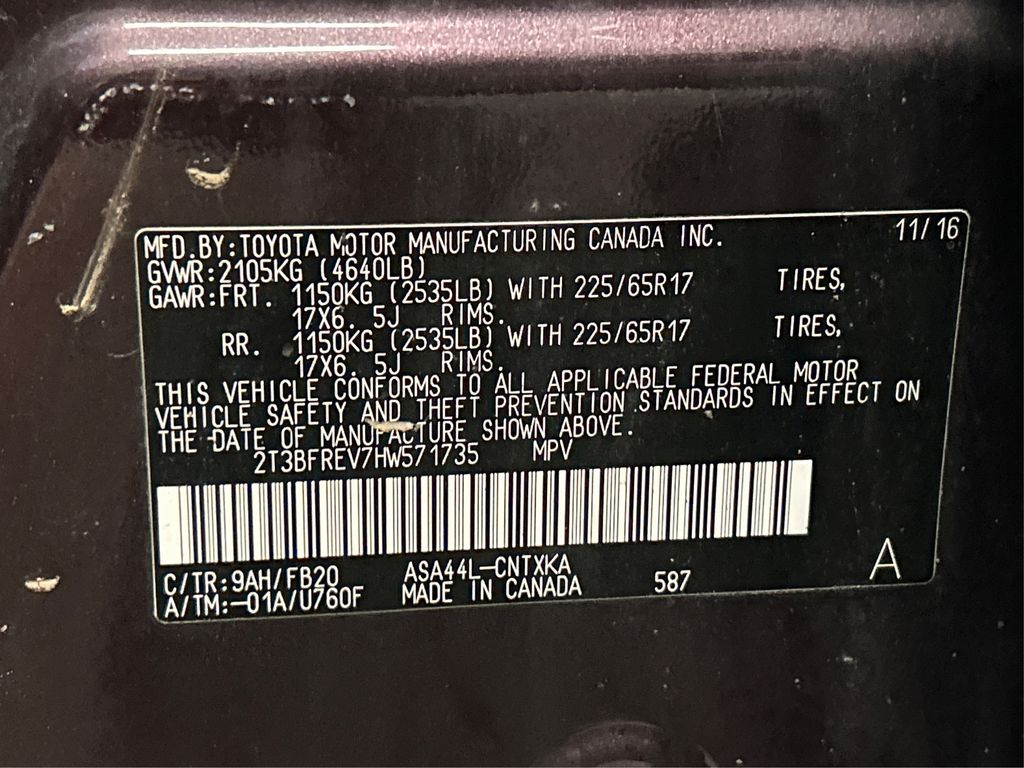 MFD.BY:TOYOTA MOTOR MANUFACTURING CANADA INC. 11/16
GVWR:2105KG (4640LB)
GAWR:FRT. 1150KG (2535LB) WITH 225/65R17 TIRES,
17X6. 5J RIMS.
RR. 1150KG (2535LB) WITH 225/65R17 TIRES,
17X6. 5J RIMS.
THIS VEHICLE CONFORMS TO ALL APPLICABLE FEDERAL MOTOR
VEHICLE SAFETY AND THEFT PREVENTION STANDARDS IN EFFECT ON
THE DATE OF MANUFACTURE SHOWN ABOVE.
2T3BFREV7HW571735 MPV
C/TR:9AH/FB20 ASA44L-CNTXKA
A/TM:-01A/U760F MADE IN CANADA 587 A